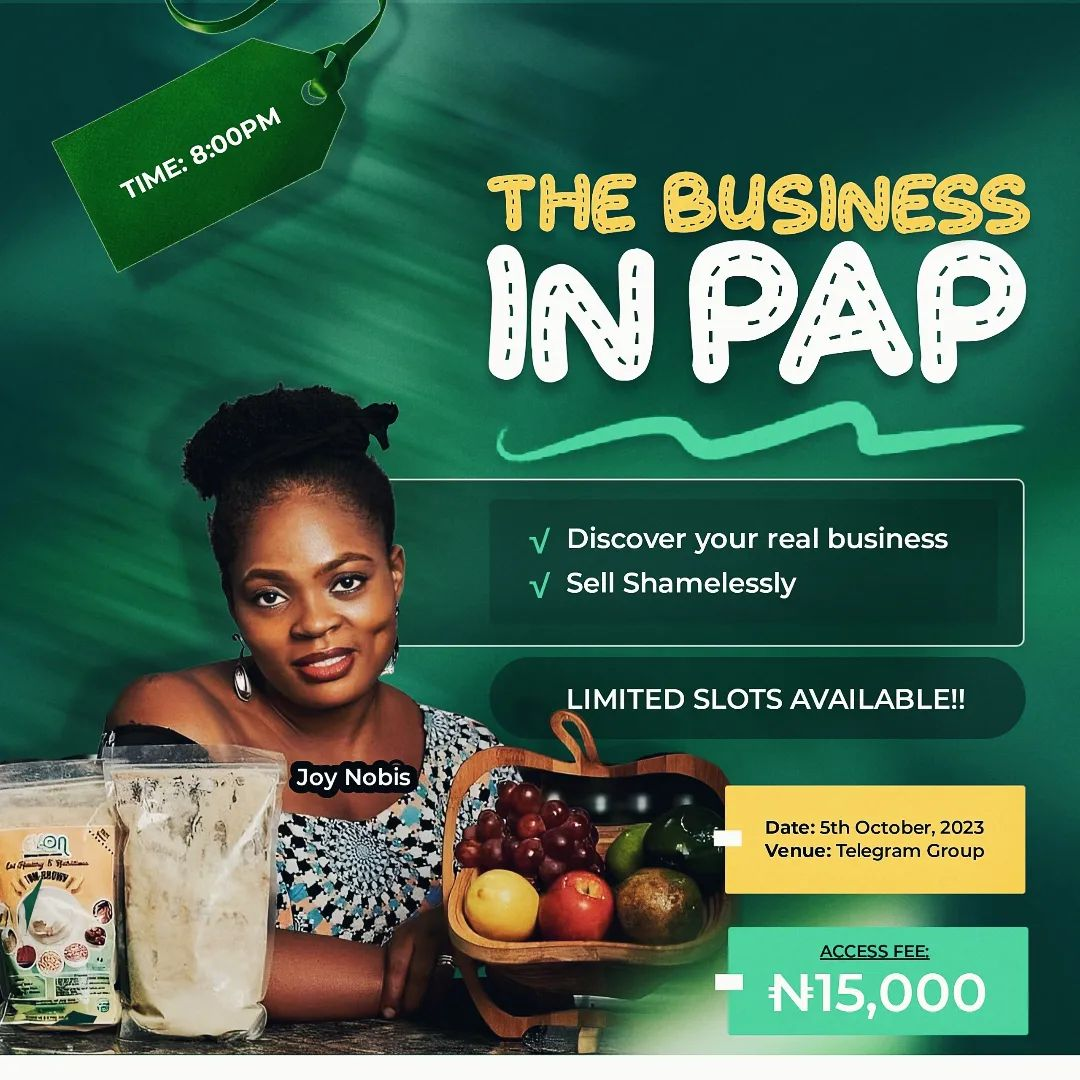 TIME: 8:00PM
THE BUSINESS
IN PAP
√ Discover your real business
√ Sell Shamelessly
LIMITED SLOTS AVAILABLE!!
Joy Nobis
Date: 5th October, 2023
Venue: Telegram Group
ACCESS FEE:
₦15,000